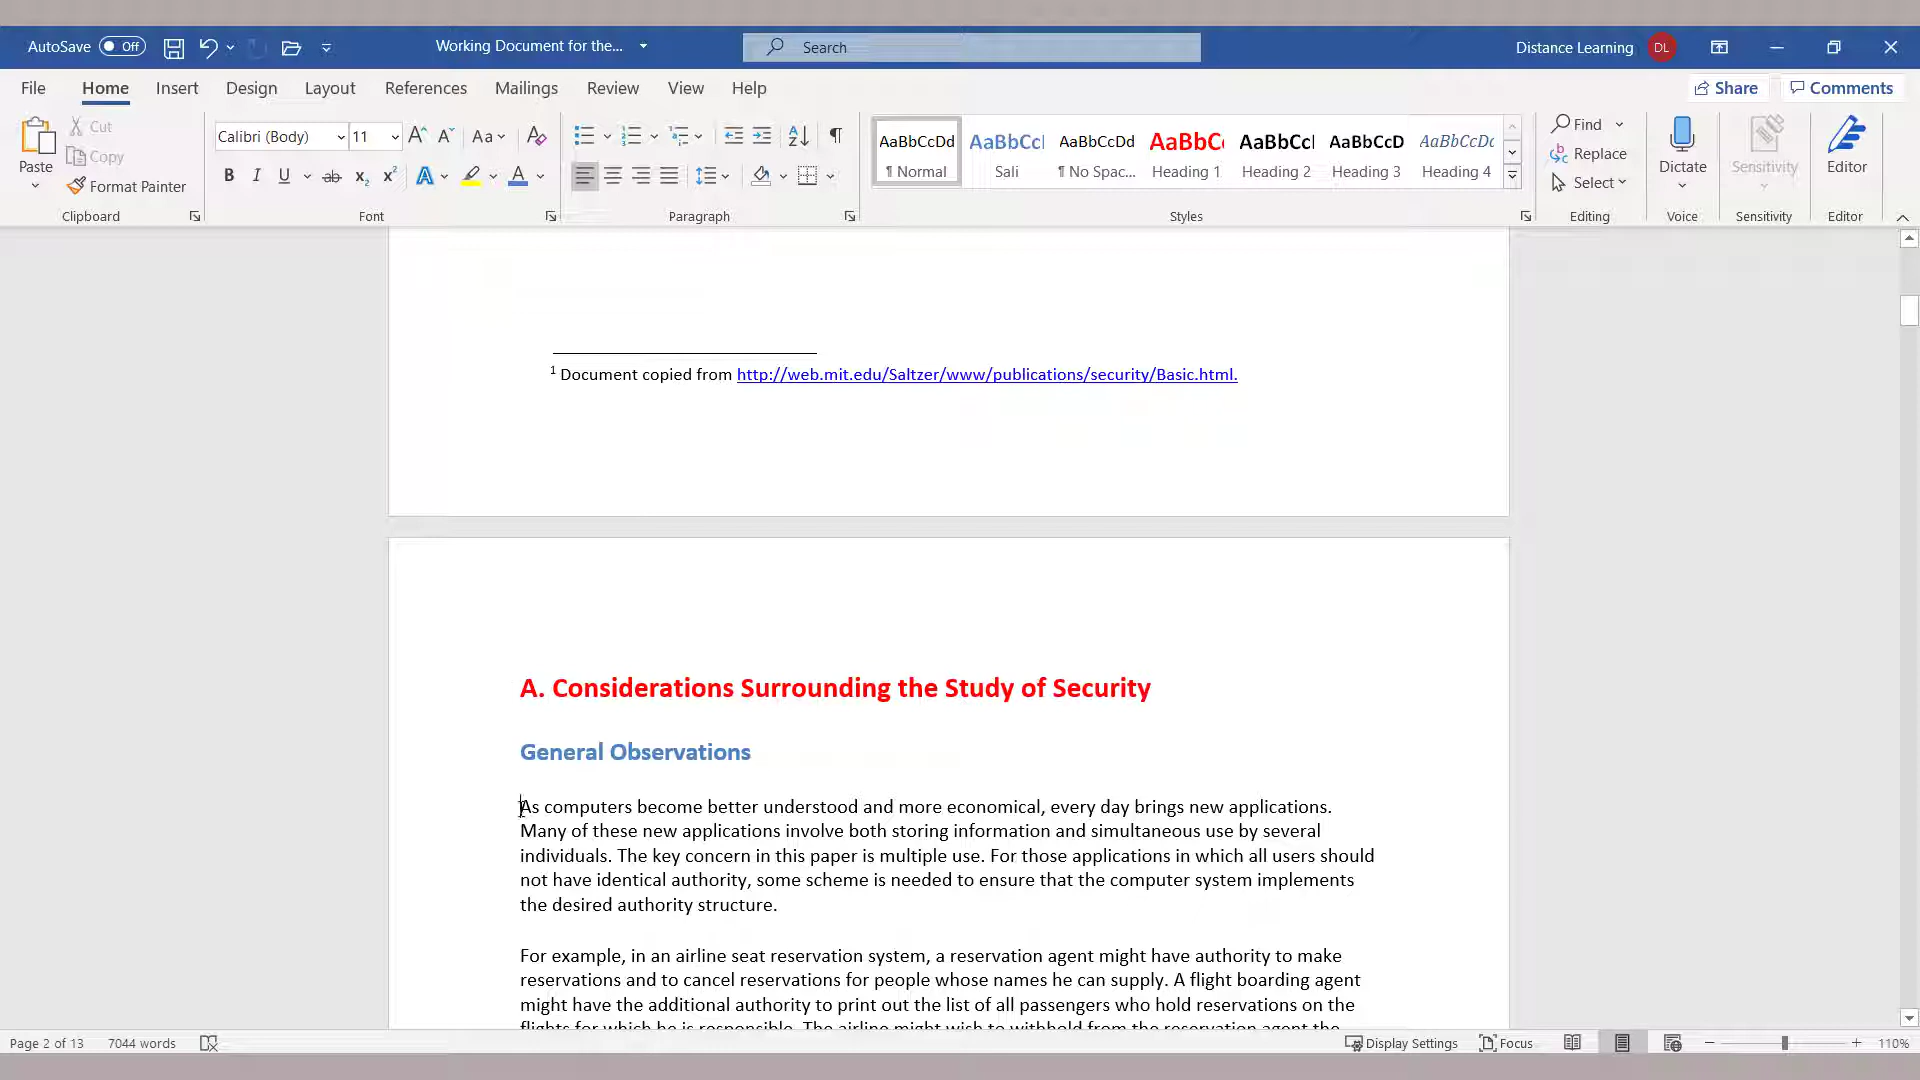 AutoSave Off Working Document for the... Search Distance Learning DL
File Home Insert Design Layout References Mailings Review View Help Share Comments
Paste Cut Copy Format Painter Clipboard
Calibri (Body) 11 Aa Font
B I U ab x2 x2 A A
Paragraph
AaBbCcDd ¶ Normal
AaBbCcl Sali
AaBbCcDd ¶ No Spac...
AaBbC Heading 1
AaBbCcl Heading 2
AaBbCcD Heading 3
AaBbCcDc Heading 4
Styles
Find Replace Select Editing
Dictate Voice
Sensitivity Sensitivity
Editor Editor
1 Document copied from http://web.mit.edu/Saltzer/www/publications/security/Basic.html.
A. Considerations Surrounding the Study of Security
General Observations
As computers become better understood and more economical, every day brings new applications.
Many of these new applications involve both storing information and simultaneous use by several
individuals. The key concern in this paper is multiple use. For those applications in which all users should
not have identical authority, some scheme is needed to ensure that the computer system implements
the desired authority structure.
For example, in an airline seat reservation system, a reservation agent might have authority to make
reservations and to cancel reservations for people whose names he can supply. A flight boarding agent
might have the additional authority to print out the list of all passengers who hold reservations on the
flights for which he is responsible. The airline might wish to withhold from the reservation agent the
Page 2 of 13 7044 words Display Settings Focus 110%